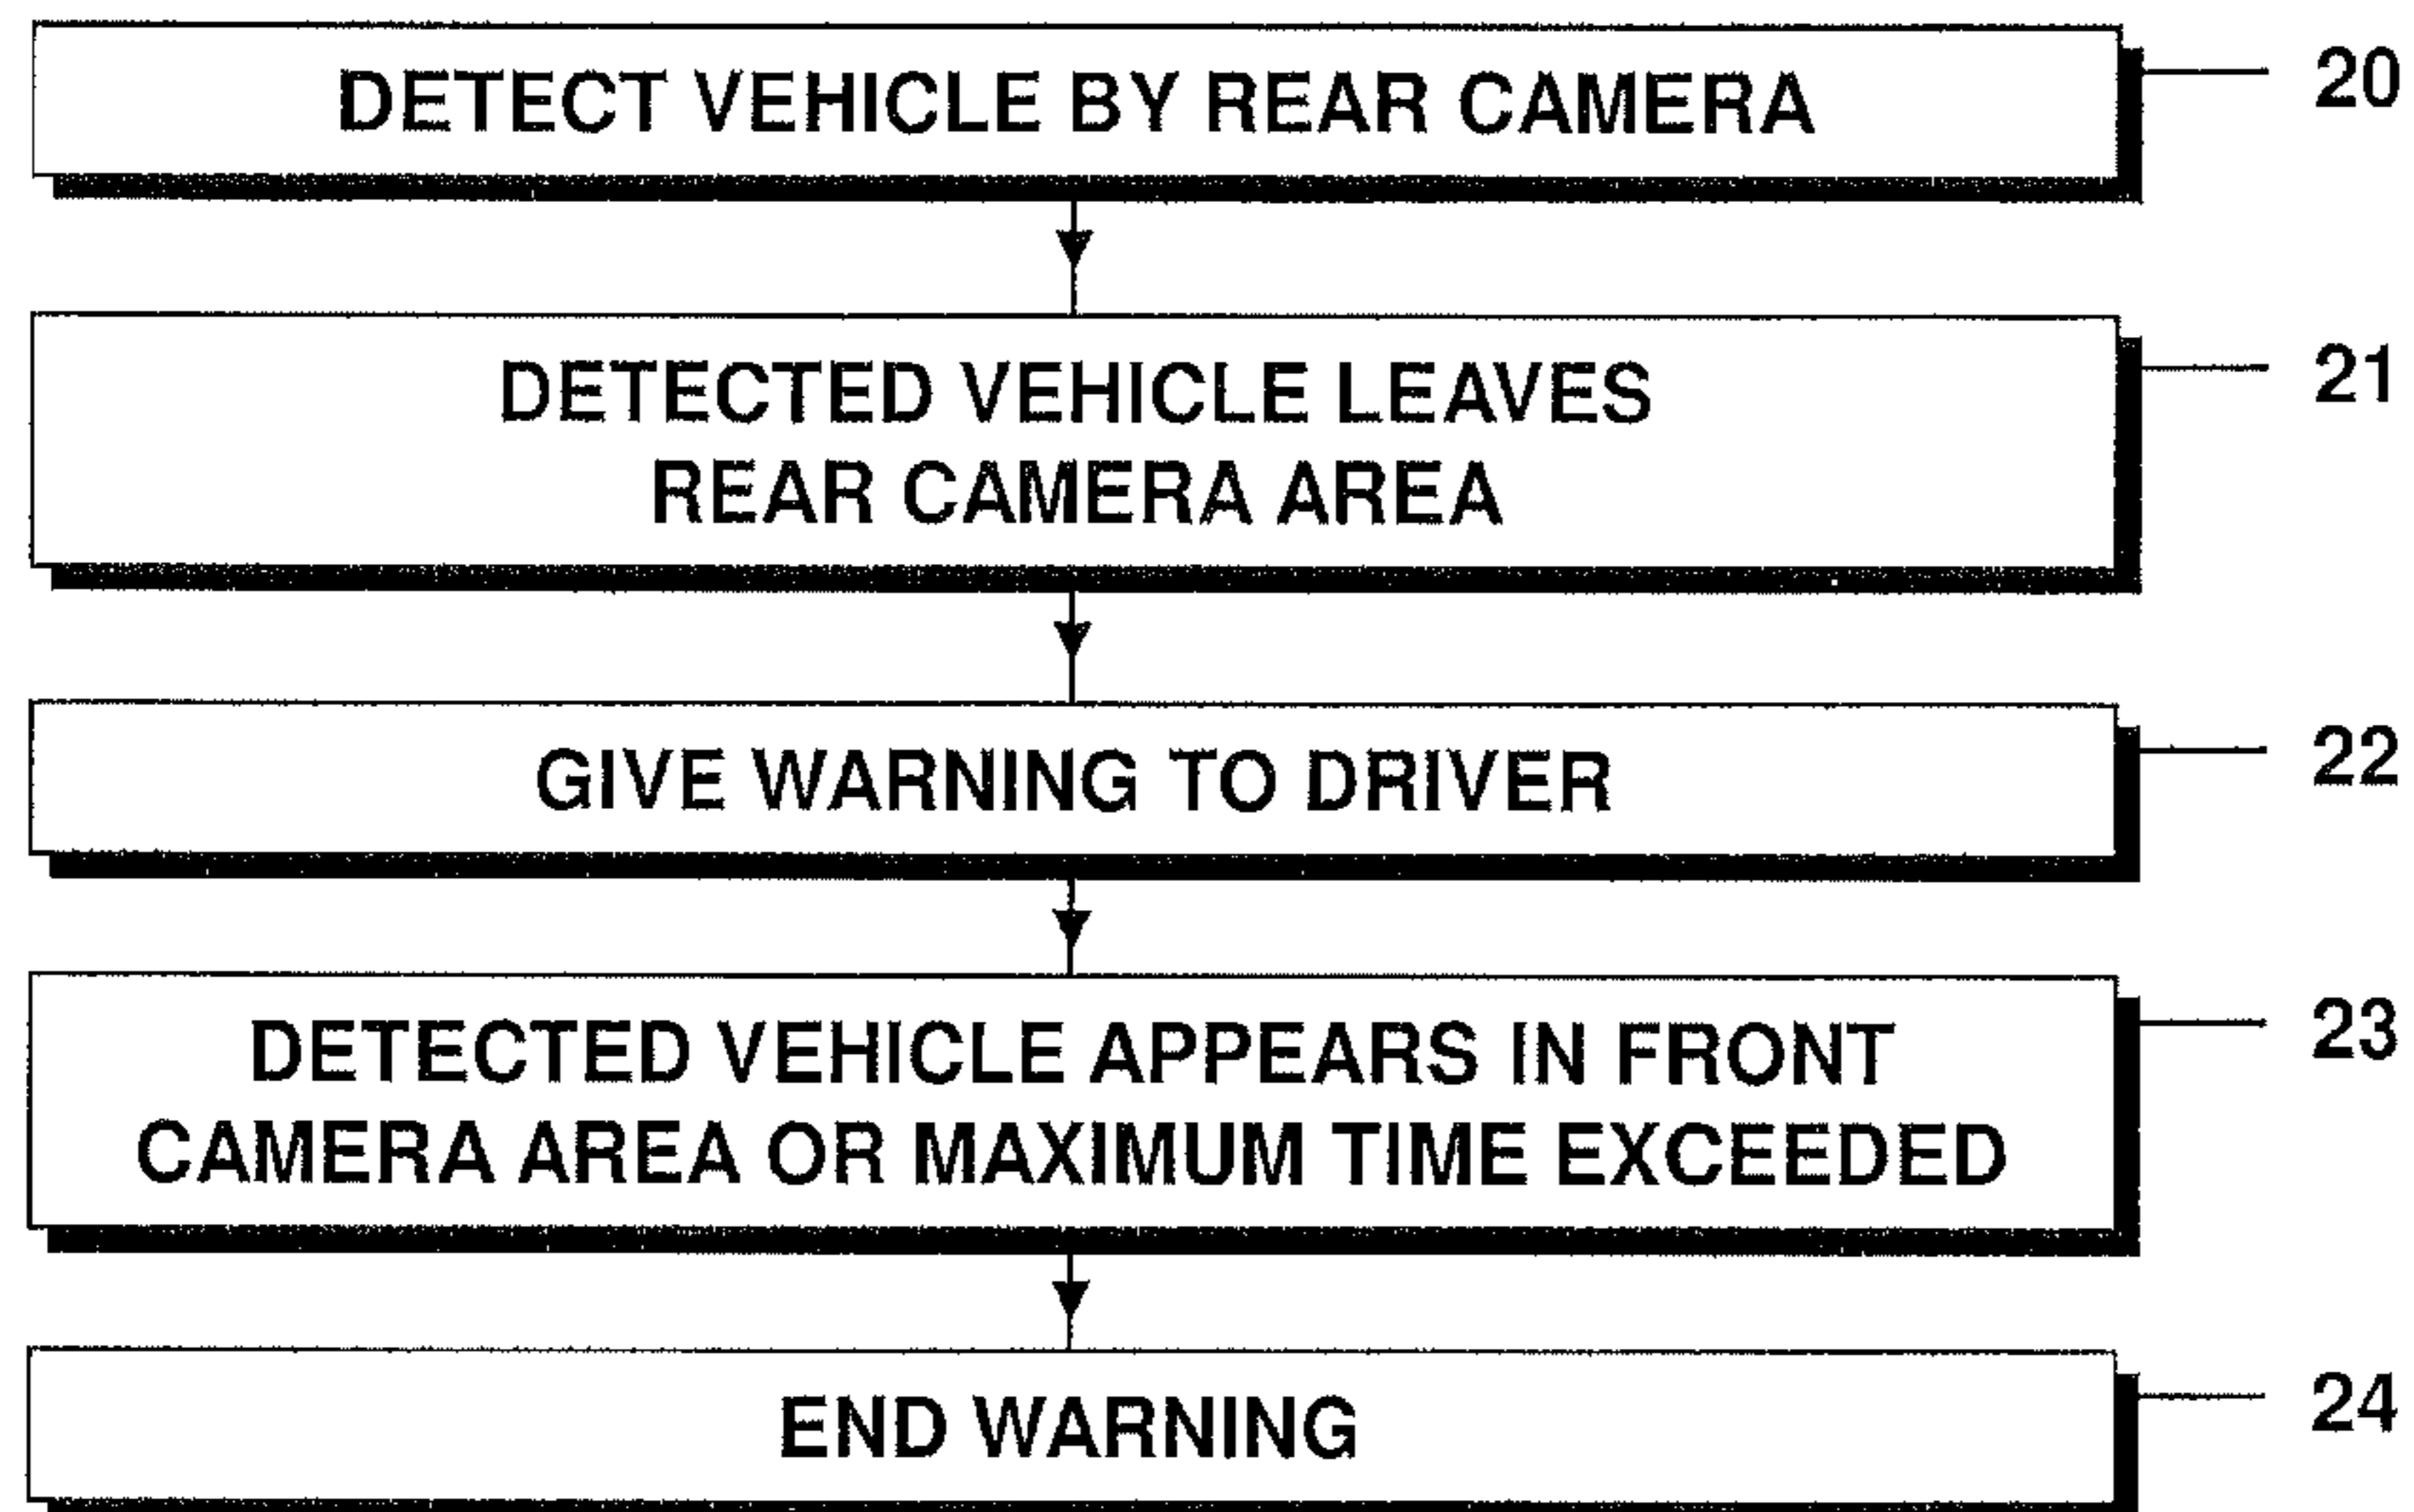 DETECT VEHICLE BY REAR CAMERA
20
DETECTED VEHICLE LEAVES
REAR CAMERA AREA
21
GIVE WARNING TO DRIVER
22
DETECTED VEHICLE APPEARS IN FRONT
CAMERA AREA OR MAXIMUM TIME EXCEEDED
23
END WARNING
24